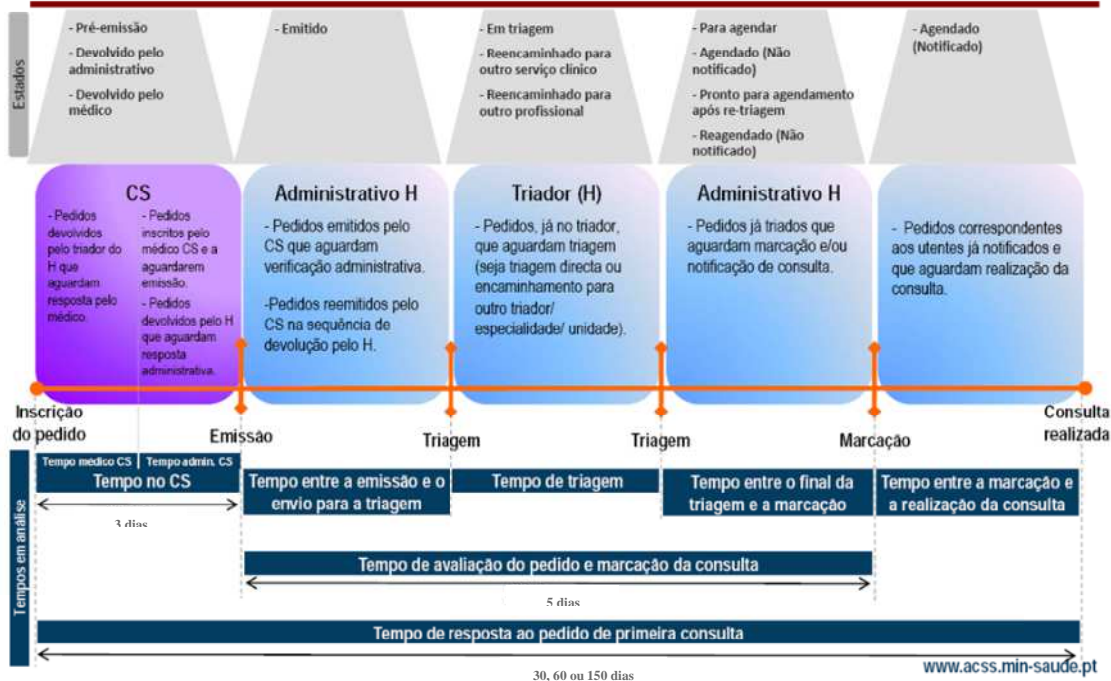 Estados
- Pré-emissão
- Devolvido pelo
administrativo
- Devolvido pelo
médico
- Emitido
- Em triagem
- Reencaminhado para
outro serviço clínico
- Reencaminhado para
outro profissional
- Para agendar
- Agendado (Não
notificado)
- Pronto para agendamento
após re-triagem
- Reagendado (Não
notificado)
- Agendado
(Notificado)
CS
- Pedidos
devolvidos
pelo triador do
H que
aguardam
resposta pelo
médico.
- Pedidos
inscritos pelo
médico CS e a
aguardarem
emissão.
- Pedidos
devolvidos pelo H
que aguardam
resposta
administrativa.
Administrativo H
- Pedidos emitidos pelo
CS que aguardam
verificação administrativa.
-Pedidos reemitidos pelo
CS na sequência de
devolução pelo H.
Triador (H)
- Pedidos, já no triador,
que aguardam triagem
(seja triagem directa ou
encaminhamento para
outro triador/
especialidade/ unidade).
Administrativo H
- Pedidos já triados que
aguardam marcação e/ou
notificação de consulta.
- Pedidos correspondentes
aos utentes já notificados e
que aguardam realização da
consulta.
Inscrição
do pedido
Emissão
Triagem
Triagem
Marcação
Consulta
realizada
Tempos em análise
Tempo médico CS
Tempo admin. CS
Tempo no CS
3 dias
Tempo entre a emissão e o
envio para a triagem
Tempo de triagem
Tempo entre o final da
triagem e a marcação
Tempo entre a marcação e
a realização da consulta
Tempo de avaliação do pedido e marcação da consulta
5 dias
Tempo de resposta ao pedido de primeira consulta
30, 60 ou 150 dias
www.acss.min-saude.pt